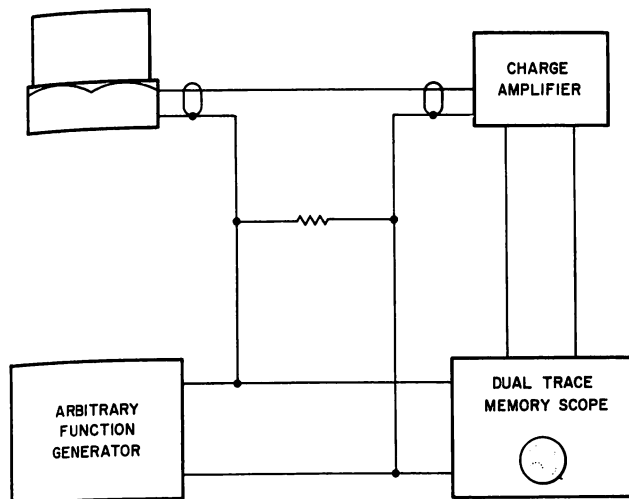 CHARGE
AMPLIFIER
ARBITRARY
FUNCTION
GENERATOR
DUAL TRACE
MEMORY SCOPE